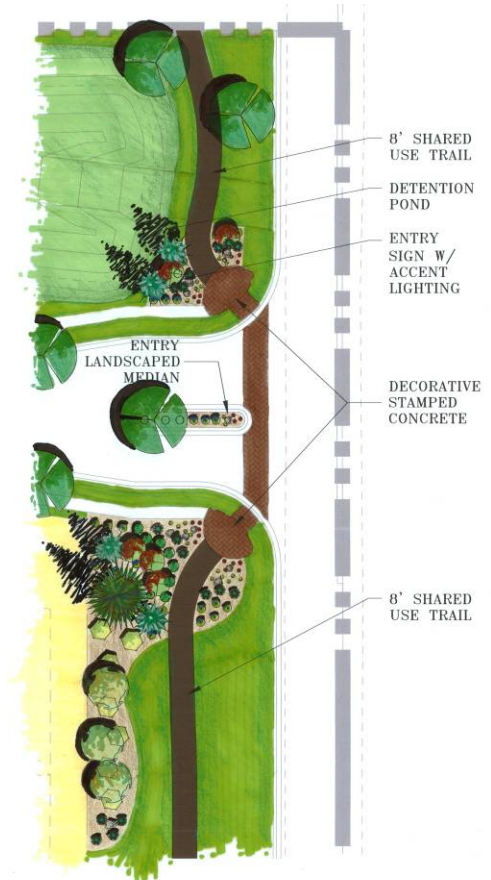 8' SHARED
USE TRAIL
DETENTION
POND
ENTRY
SIGN W/
ACCENT
LIGHTING
ENTRY
LANDSCAPED
MEDIAN
DECORATIVE
STAMPED
CONCRETE
8' SHARED
USE TRAIL